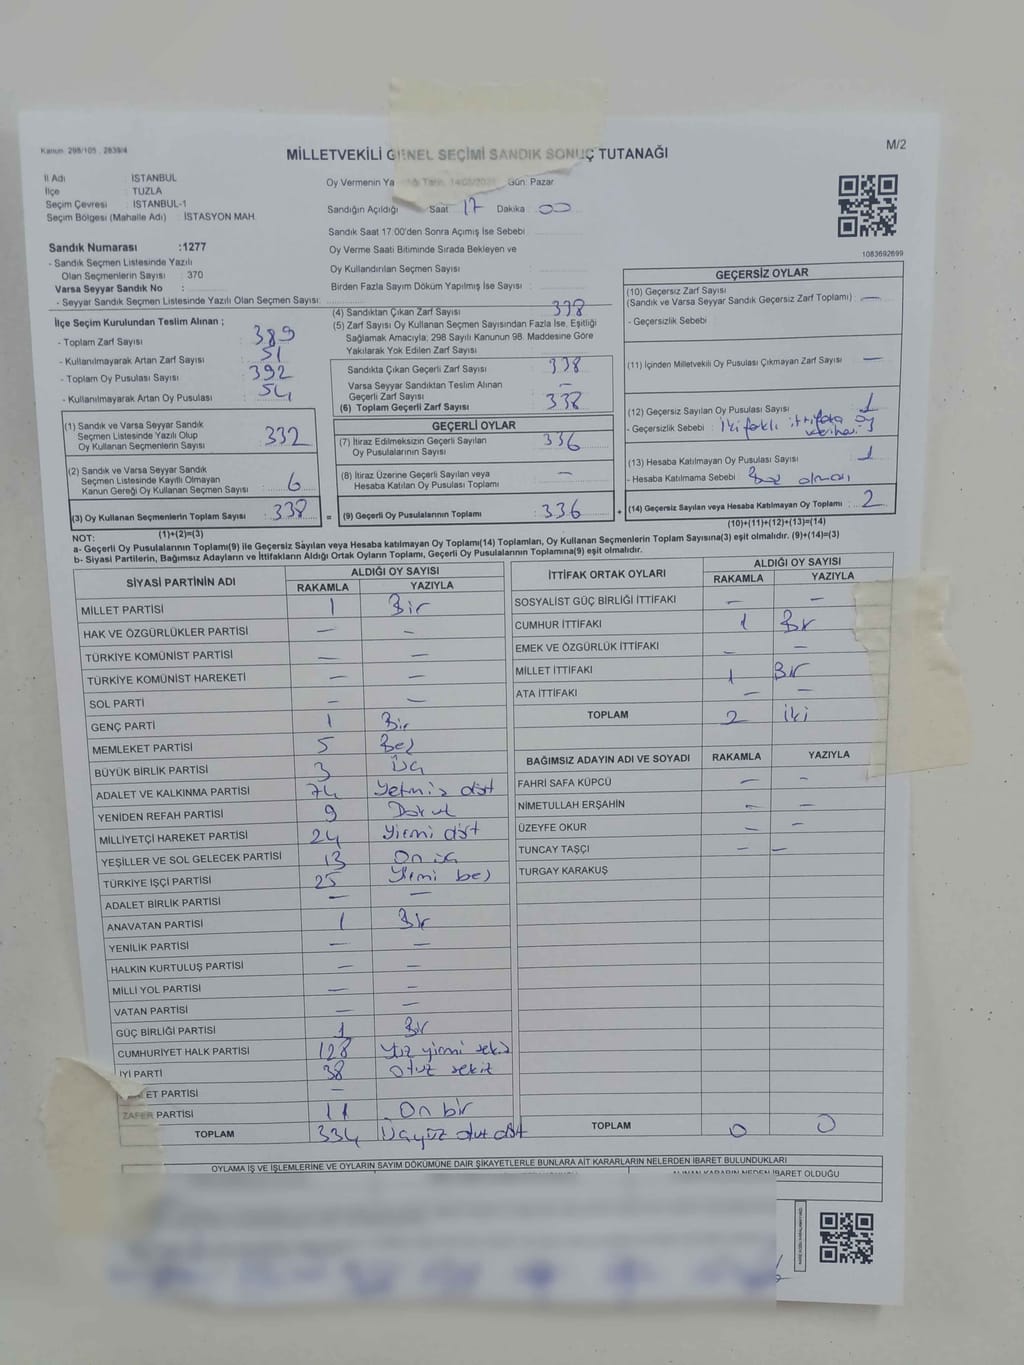 Kanun: 298/105, 2839/4
M/2
MİLLETVEKİLİ GENEL SEÇİMİ SANDIK SONUÇ TUTANAĞI
İl Adı : İSTANBUL
İlçe : TUZLA
Seçim Çevresi : İSTANBUL-1
Seçim Bölgesi (Mahalle Adı) : İSTASYON MAH.
Sandık Numarası :1277
- Sandık Seçmen Listesinde Yazılı
Olan Seçmenlerin Sayısı : 370
Varsa Seyyar Sandık No :
- Seyyar Sandık Seçmen Listesinde Yazılı Olan Seçmen Sayısı:
Oy Vermenin Ya Gün: Pazar
Sandığın Açıldığı Saat 17 Dakika 00
Sandık Saat 17:00'den Sonra Açımış İse Sebebi
Oy Verme Saati Bitiminde Sırada Bekleyen ve
Oy Kullandırılan Seçmen Sayısı
Birden Fazla Sayım Döküm Yapılmış İse Sayısı :
1083692699
İlçe Seçim Kurulundan Teslim Alınan ;
- Toplam Zarf Sayısı : 389
- Kullanılmayarak Artan Zarf Sayısı : 51
- Toplam Oy Pusulası Sayısı : 392
- Kullanılmayarak Artan Oy Pusulası : 54
(1) Sandık ve Varsa Seyyar Sandık
Seçmen Listesinde Yazılı Olup
Oy Kullanan Seçmenlerin Sayısı 332
(2) Sandık ve Varsa Seyyar Sandık
Seçmen Listesinde Kayıtlı Olmayan
Kanun Gereği Oy Kullanan Seçmen Sayısı 6
(3) Oy Kullanan Seçmenlerin Toplam Sayısı 338
(1)+(2)=(3)
(4) Sandıktan Çıkan Zarf Sayısı 338
(5) Zarf Sayısı Oy Kullanan Seçmen Sayısından Fazla İse, Eşitliği
Sağlamak Amacıyla; 298 Sayılı Kanunun 98. Maddesine Göre
Yakılarak Yok Edilen Zarf Sayısı
Sandıkta Çıkan Geçerli Zarf Sayısı 338
Varsa Seyyar Sandıktan Teslim Alınan
Geçerli Zarf Sayısı –
(6) Toplam Geçerli Zarf Sayısı 338
GEÇERLİ OYLAR
(7) İtiraz Edilmeksizin Geçerli Sayılan
Oy Pusulalarının Sayısı 336
(8) İtiraz Üzerine Geçerli Sayılan veya
Hesaba Katılan Oy Pusulası Toplamı –
= (9) Geçerli Oy Pusulalarının Toplamı 336 +
GEÇERSİZ OYLAR
(10) Geçersiz Zarf Sayısı
(Sandık ve Varsa Seyyar Sandık Geçersiz Zarf Toplamı) : –
- Geçersizlik Sebebi :
(11) İçinden Milletvekili Oy Pusulası Çıkmayan Zarf Sayısı –
(12) Geçersiz Sayılan Oy Pusulası Sayısı 1
- Geçersizlik Sebebi : İki farklı ittifaka oy
(13) Hesaba Katılmayan Oy Pusulası Sayısı 1
- Hesaba Katılmama Sebebi : Boş olması
(14) Geçersiz Sayılan veya Hesaba Katılmayan Oy Toplamı 2
(10)+(11)+(12)+(13)=(14)
NOT:
a- Geçerli Oy Pusulalarının Toplamı(9) ile Geçersiz Sayılan veya Hesaba katılmayan Oy Toplamı(14) Toplamları, Oy Kullanan Seçmenlerin Toplam Sayısına(3) eşit olmalıdır. (9)+(14)=(3)
b- Siyasi Partilerin, Bağımsız Adayların ve İttifakların Aldığı Ortak Oyların Toplamı, Geçerli Oy Pusulalarının Toplamına(9) eşit olmalıdır.
SİYASİ PARTİNİN ADI ALDIĞI OY SAYISI
RAKAMLA YAZIYLA
MİLLET PARTİSİ 1 Bir
HAK VE ÖZGÜRLÜKLER PARTİSİ – –
TÜRKİYE KOMÜNİST PARTİSİ – –
TÜRKİYE KOMÜNİST HAREKETİ – –
SOL PARTİ – –
GENÇ PARTİ 1 Bir
MEMLEKET PARTİSİ 5 Beş
BÜYÜK BİRLİK PARTİSİ 3 Üç
ADALET VE KALKINMA PARTİSİ 74 Yetmiş dört
YENİDEN REFAH PARTİSİ 9 Dokuz
MİLLİYETÇİ HAREKET PARTİSİ 24 Yirmi dört
YEŞİLLER VE SOL GELECEK PARTİSİ 13 On üç
TÜRKİYE İŞÇİ PARTİSİ 25 Yirmi beş
ADALET BİRLİK PARTİSİ – –
ANAVATAN PARTİSİ 1 Bir
YENİLİK PARTİSİ – –
HALKIN KURTULUŞ PARTİSİ – –
MİLLİ YOL PARTİSİ – –
VATAN PARTİSİ – –
GÜÇ BİRLİĞİ PARTİSİ 1 Bir
CUMHURİYET HALK PARTİSİ 128 Yüz yirmi sekiz
İYİ PARTİ 38 Otuz sekiz
ET PARTİSİ –
ZAFER PARTİSİ 11 On bir
TOPLAM 334 Üçyüz otuz dört
İTTİFAK ORTAK OYLARI ALDIĞI OY SAYISI
RAKAMLA YAZIYLA
SOSYALİST GÜÇ BİRLİĞİ İTTİFAKI – –
CUMHUR İTTİFAKI 1 Bir
EMEK VE ÖZGÜRLÜK İTTİFAKI – –
MİLLET İTTİFAKI 1 Bir
ATA İTTİFAKI – –
TOPLAM 2 iki
BAĞIMSIZ ADAYIN ADI VE SOYADI RAKAMLA YAZIYLA
FAHRİ SAFA KÜPCÜ – –
NİMETULLAH ERŞAHİN – –
ÜZEYFE OKUR – –
TUNCAY TAŞÇI – –
TURGAY KARAKUŞ
TOPLAM 0 0
OYLAMA İŞ VE İŞLEMLERİNE VE OYLARIN SAYIM DÖKÜMÜNE DAİR ŞİKAYETLERLE BUNLARA AİT KARARLARIN NELERDEN İBARET BULUNDUKLARI
ALINAN KARARIN NEDEN İBARET OLDUĞU